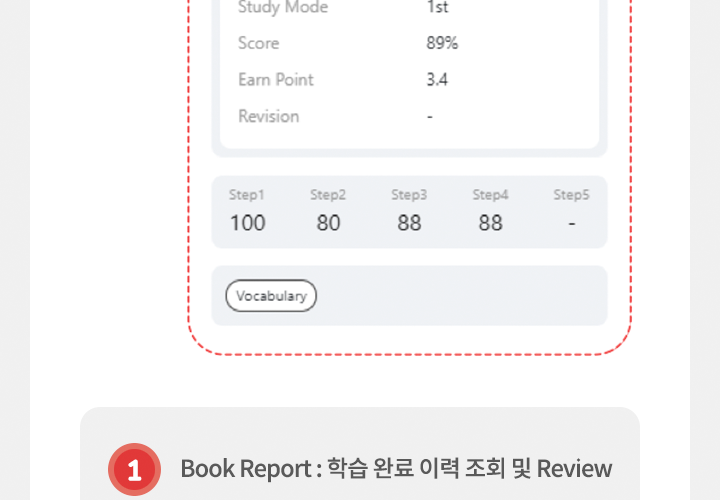 Study Mode 1st
Score 89%
Earn Point 3.4
Revision -
Step1 Step2 Step3 Step4 Step5
100 80 88 88 -
Vocabulary
1 Book Report : 학습 완료 이력 조회 및 Review